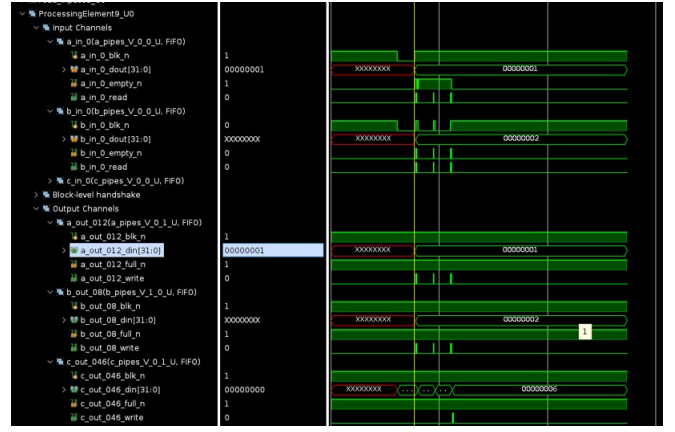 ProcessingElement9_U0
Input Channels
a_in_0(a_pipes_V_0_0_U, FIFO)
a_in_0_blk_n 1
a_in_0_dout[31:0] 00000001 XXXXXXXX 00000001
a_in_0_empty_n 1
a_in_0_read 0
b_in_0(b_pipes_V_0_0_U, FIFO)
b_in_0_blk_n 0
b_in_0_dout[31:0] XXXXXXXX XXXXXXXX 00000002
b_in_0_empty_n 0
b_in_0_read 0
c_in_0(c_pipes_V_0_0_U, FIFO)
Block-level handshake
Output Channels
a_out_012(a_pipes_V_0_1_U, FIFO)
a_out_012_blk_n 1
a_out_012_din[31:0] 00000001 XXXXXXXX 00000001
a_out_012_full_n 1
a_out_012_write 0
b_out_08(b_pipes_V_1_0_U, FIFO)
b_out_08_blk_n 1
b_out_08_din[31:0] XXXXXXXX XXXXXXXX 00000002
b_out_08_full_n 1 1
b_out_08_write 0
c_out_046(c_pipes_V_0_1_U, FIFO)
c_out_046_blk_n 1
c_out_046_din[31:0] 00000000 XXXXXXXX ... .. .. 00000006
c_out_046_full_n 1
c_out_046_write 0